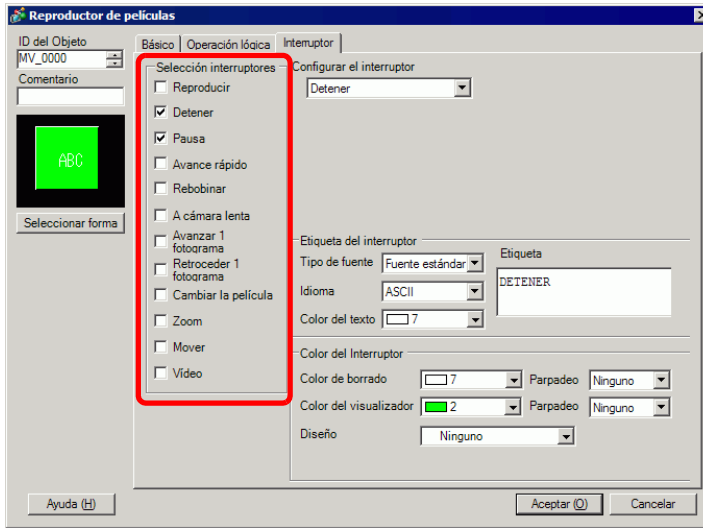 Reproductor de películas
ID del Objeto
MV_0000
Comentario
ABC
Seleccionar forma
Básico
Operación lógica
Interruptor
Selección interruptores
Reproducir
Detener
Pausa
Avance rápido
Rebobinar
A cámara lenta
Avanzar 1
fotograma
Retroceder 1
fotograma
Cambiar la película
Zoom
Mover
Vídeo
Configurar el interruptor
Detener
Etiqueta del interruptor
Tipo de fuente
Fuente estándar
Idioma
ASCII
Color del texto
7
Etiqueta
DETENER
Color del Interruptor
Color de borrado
7
Parpadeo
Ninguno
Color del visualizador
2
Parpadeo
Ninguno
Diseño
Ninguno
Ayuda (H)
Aceptar (O)
Cancelar